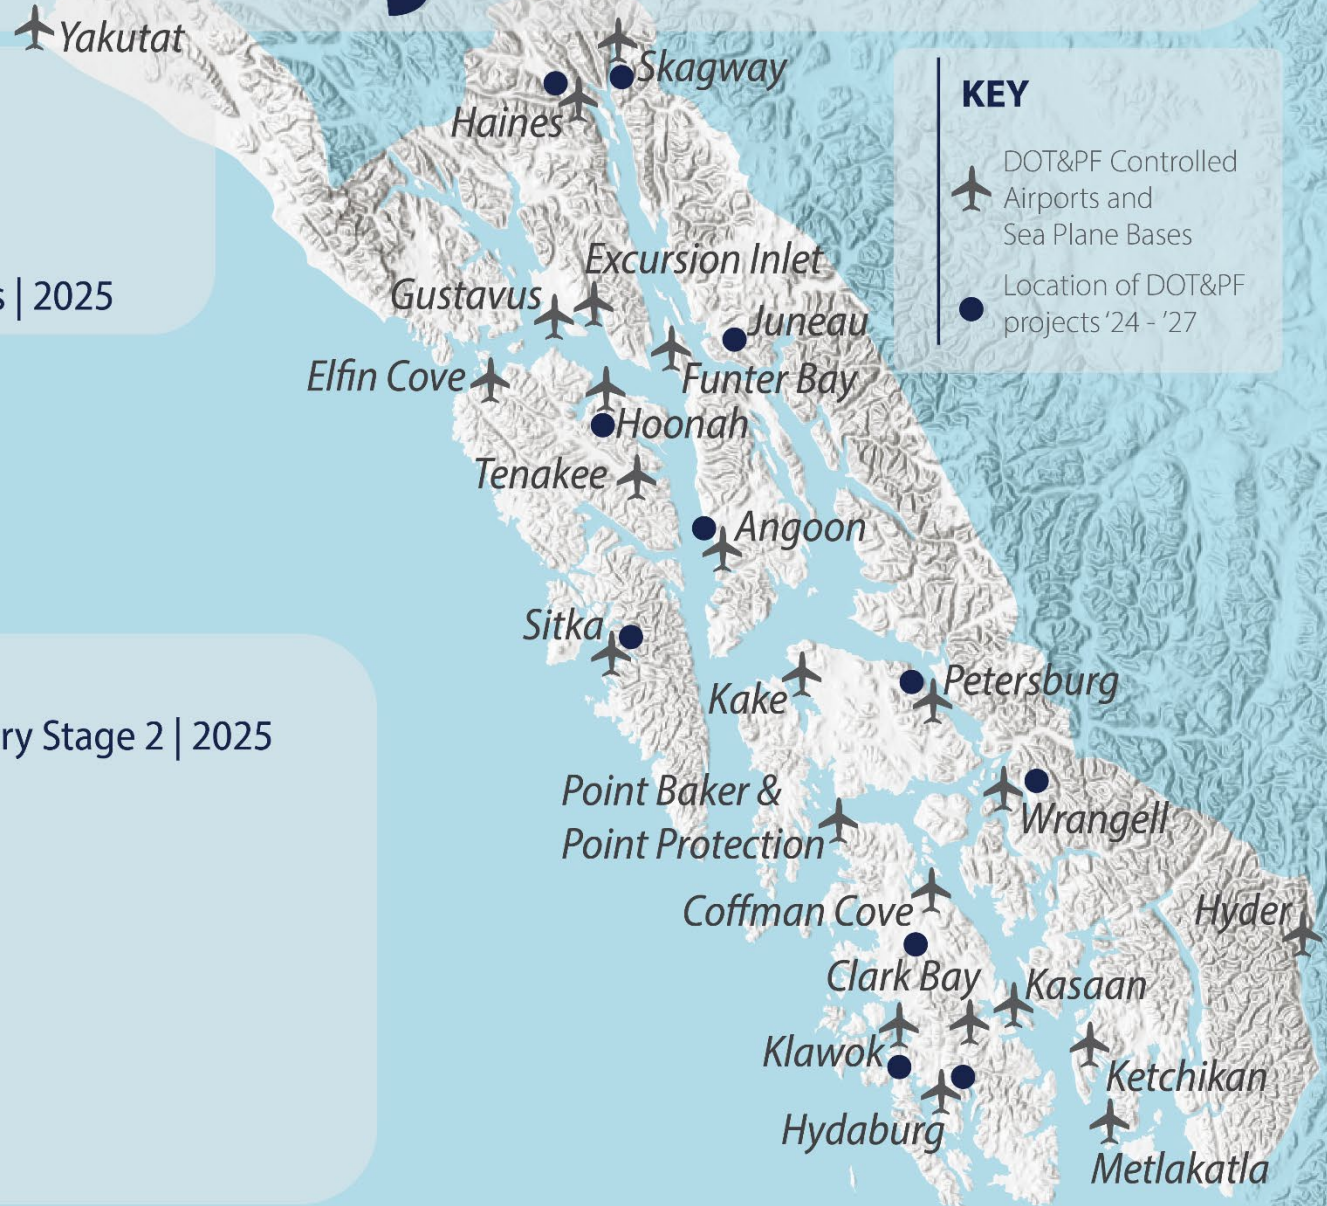 Yakutat
Skagway
Haines
KEY
DOT&PF Controlled
Airports and
Sea Plane Bases
Location of DOT&PF
projects ‘24 - ’27
s | 2025
Excursion Inlet
Gustavus
Juneau
Elfin Cove
Funter Bay
Hoonah
Tenakee
Angoon
Sitka
Kake
Petersburg
ry Stage 2 | 2025
Point Baker &
Point Protection
Wrangell
Coffman Cove
Hyder
Clark Bay
Kasaan
Klawok
Ketchikan
Hydaburg
Metlakatla